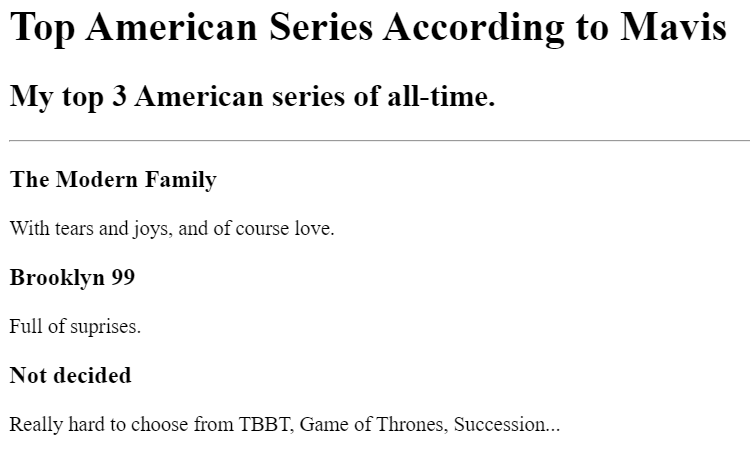 Top American Series According to Mavis
My top 3 American series of all-time.
The Modern Family
With tears and joys, and of course love.
Brooklyn 99
Full of suprises.
Not decided
Really hard to choose from TBBT, Game of Thrones, Succession...